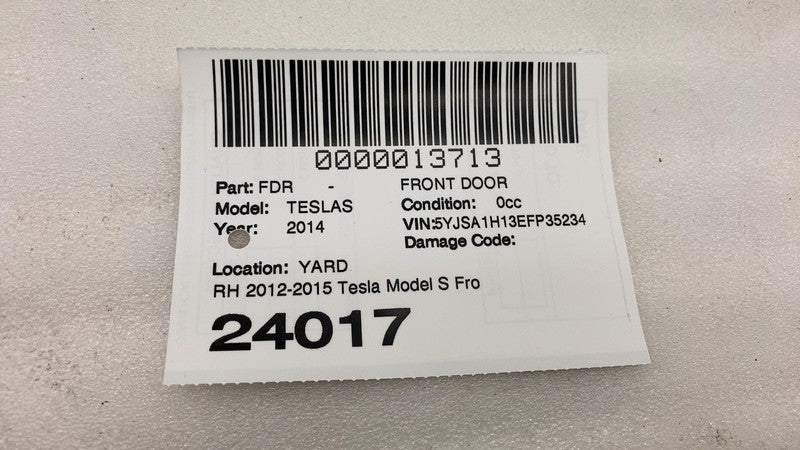 0000013713
Part: FDR - FRONT DOOR
Model: TESLAS Condition: 0cc
Year: 2014 VIN:5YJSA1H13EFP35234
Damage Code:
Location: YARD
RH 2012-2015 Tesla Model S Fro
24017